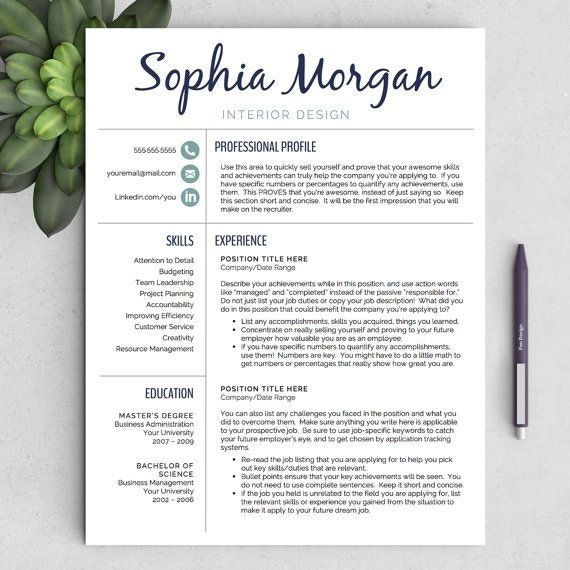 Sophia Morgan
INTERIOR DESIGN
555.555.5555
youremail@mail.com
Linkedin.com/you
in
PROFESSIONAL PROFILE
Use this area to quickly sell yourself and prove that your awesome skills
and achievements can truly help the company you're applying to? If you
have specific numbers or percentages to quantify any achievements, use
them! This PROVES that you're awesome, instead of just saying so. Keep
this section short and concise. It will be the first impression that you will
make on the recruiter.
SKILLS
Attention to Detail
Budgeting
Team Leadership
Project Planning
Accountability
Improving Efficiency
Customer Service
Creativity
Resource Management
EXPERIENCE
POSITION TITLE HERE
Company/Date Range
Describe your achievements while in this position, and use action words
like "managed" and "completed" instead of the passive "responsible for."
Do not just list your job duties or copy your job description! What did you
do in this position that could benefit the company you're applying to?
• List any accomplishments, skills you acquired, things you learned.
• Concentrate on really selling yourself and proving to your future
employer how valuable you are as an employee.
• If you have specific numbers to quantify any accomplishments,
use them! Numbers are key. You might have to do a little math to
get numbers or percentages that really show how great you are.
EDUCATION
MASTER'S DEGREE
Business Administration
Your University
2007 – 2009
BACHELOR OF
SCIENCE
Business Management
Your University
2002 – 2006
POSITION TITLE HERE
Company/Date Range
You can also list any challenges you faced in the position and what you
did to overcome them. Make sure anything you write here is applicable
to your prospective job. Be sure to use job-specific keywords to catch
your future employer's eye, and to get chosen by application tracking
systems.
• Re-read the job listing that you are applying for to help you pick
out key skills/duties that are relevant.
• Bullet points ensure that your key achievements will be seen. You
do not need to use complete sentences. Keep it short and concise.
• If the job you held is unrelated to the field you are applying for, list
the relevant skills or experience you gained from the situation to
make it apply to your future job.
Fox Design